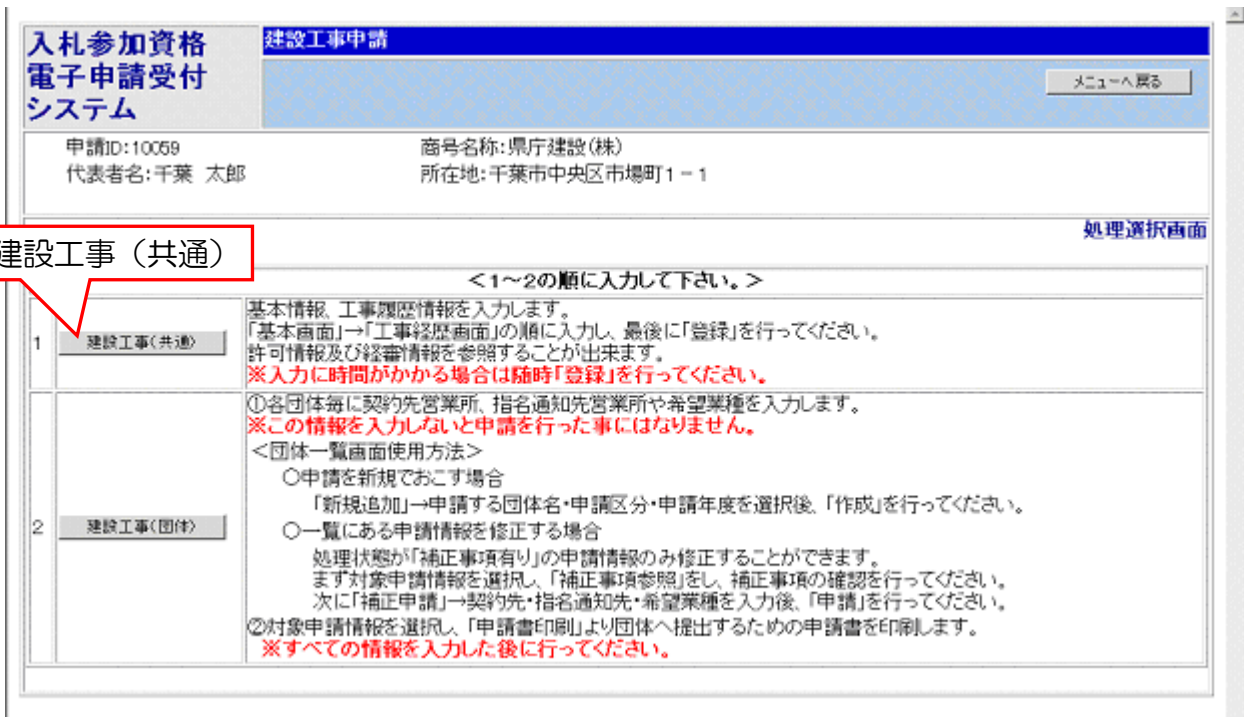 入札参加資格
電子申請受付
システム
建設工事申請
メニューへ戻る
申請ID:10059
商号名称:県庁建設(株)
代表者名:千葉 太郎
所在地:千葉市中央区市場町1-1
処理選択画面
建設工事（共通）
<1～2の順に入力して下さい。>
1
建設工事(共通)
基本情報、工事履歴情報を入力します。
「基本画面」→「工事経歴画面」の順に入力し、最後に「登録」を行ってください。
許可情報及び経審情報を参照することが出来ます。
※入力に時間がかかる場合は随時「登録」を行ってください。
2
建設工事(団体)
①各団体毎に契約先営業所、指名通知先営業所や希望業種を入力します。
※この情報を入力しないと申請を行った事にはなりません。
<団体一覧画面使用方法>
○申請を新規でおこす場合
「新規追加」→申請する団体名・申請区分・申請年度を選択後、「作成」を行ってください。
○一覧にある申請情報を修正する場合
処理状態が「補正事項有り」の申請情報のみ修正することができます。
まず対象申請情報を選択し、「補正事項参照」をし、補正事項の確認を行ってください。
次に「補正申請」→契約先・指名通知先・希望業種を入力後、「申請」を行ってください。
②対象申請情報を選択し、「申請書印刷」より団体へ提出するための申請書を印刷します。
※すべての情報を入力した後に行ってください。